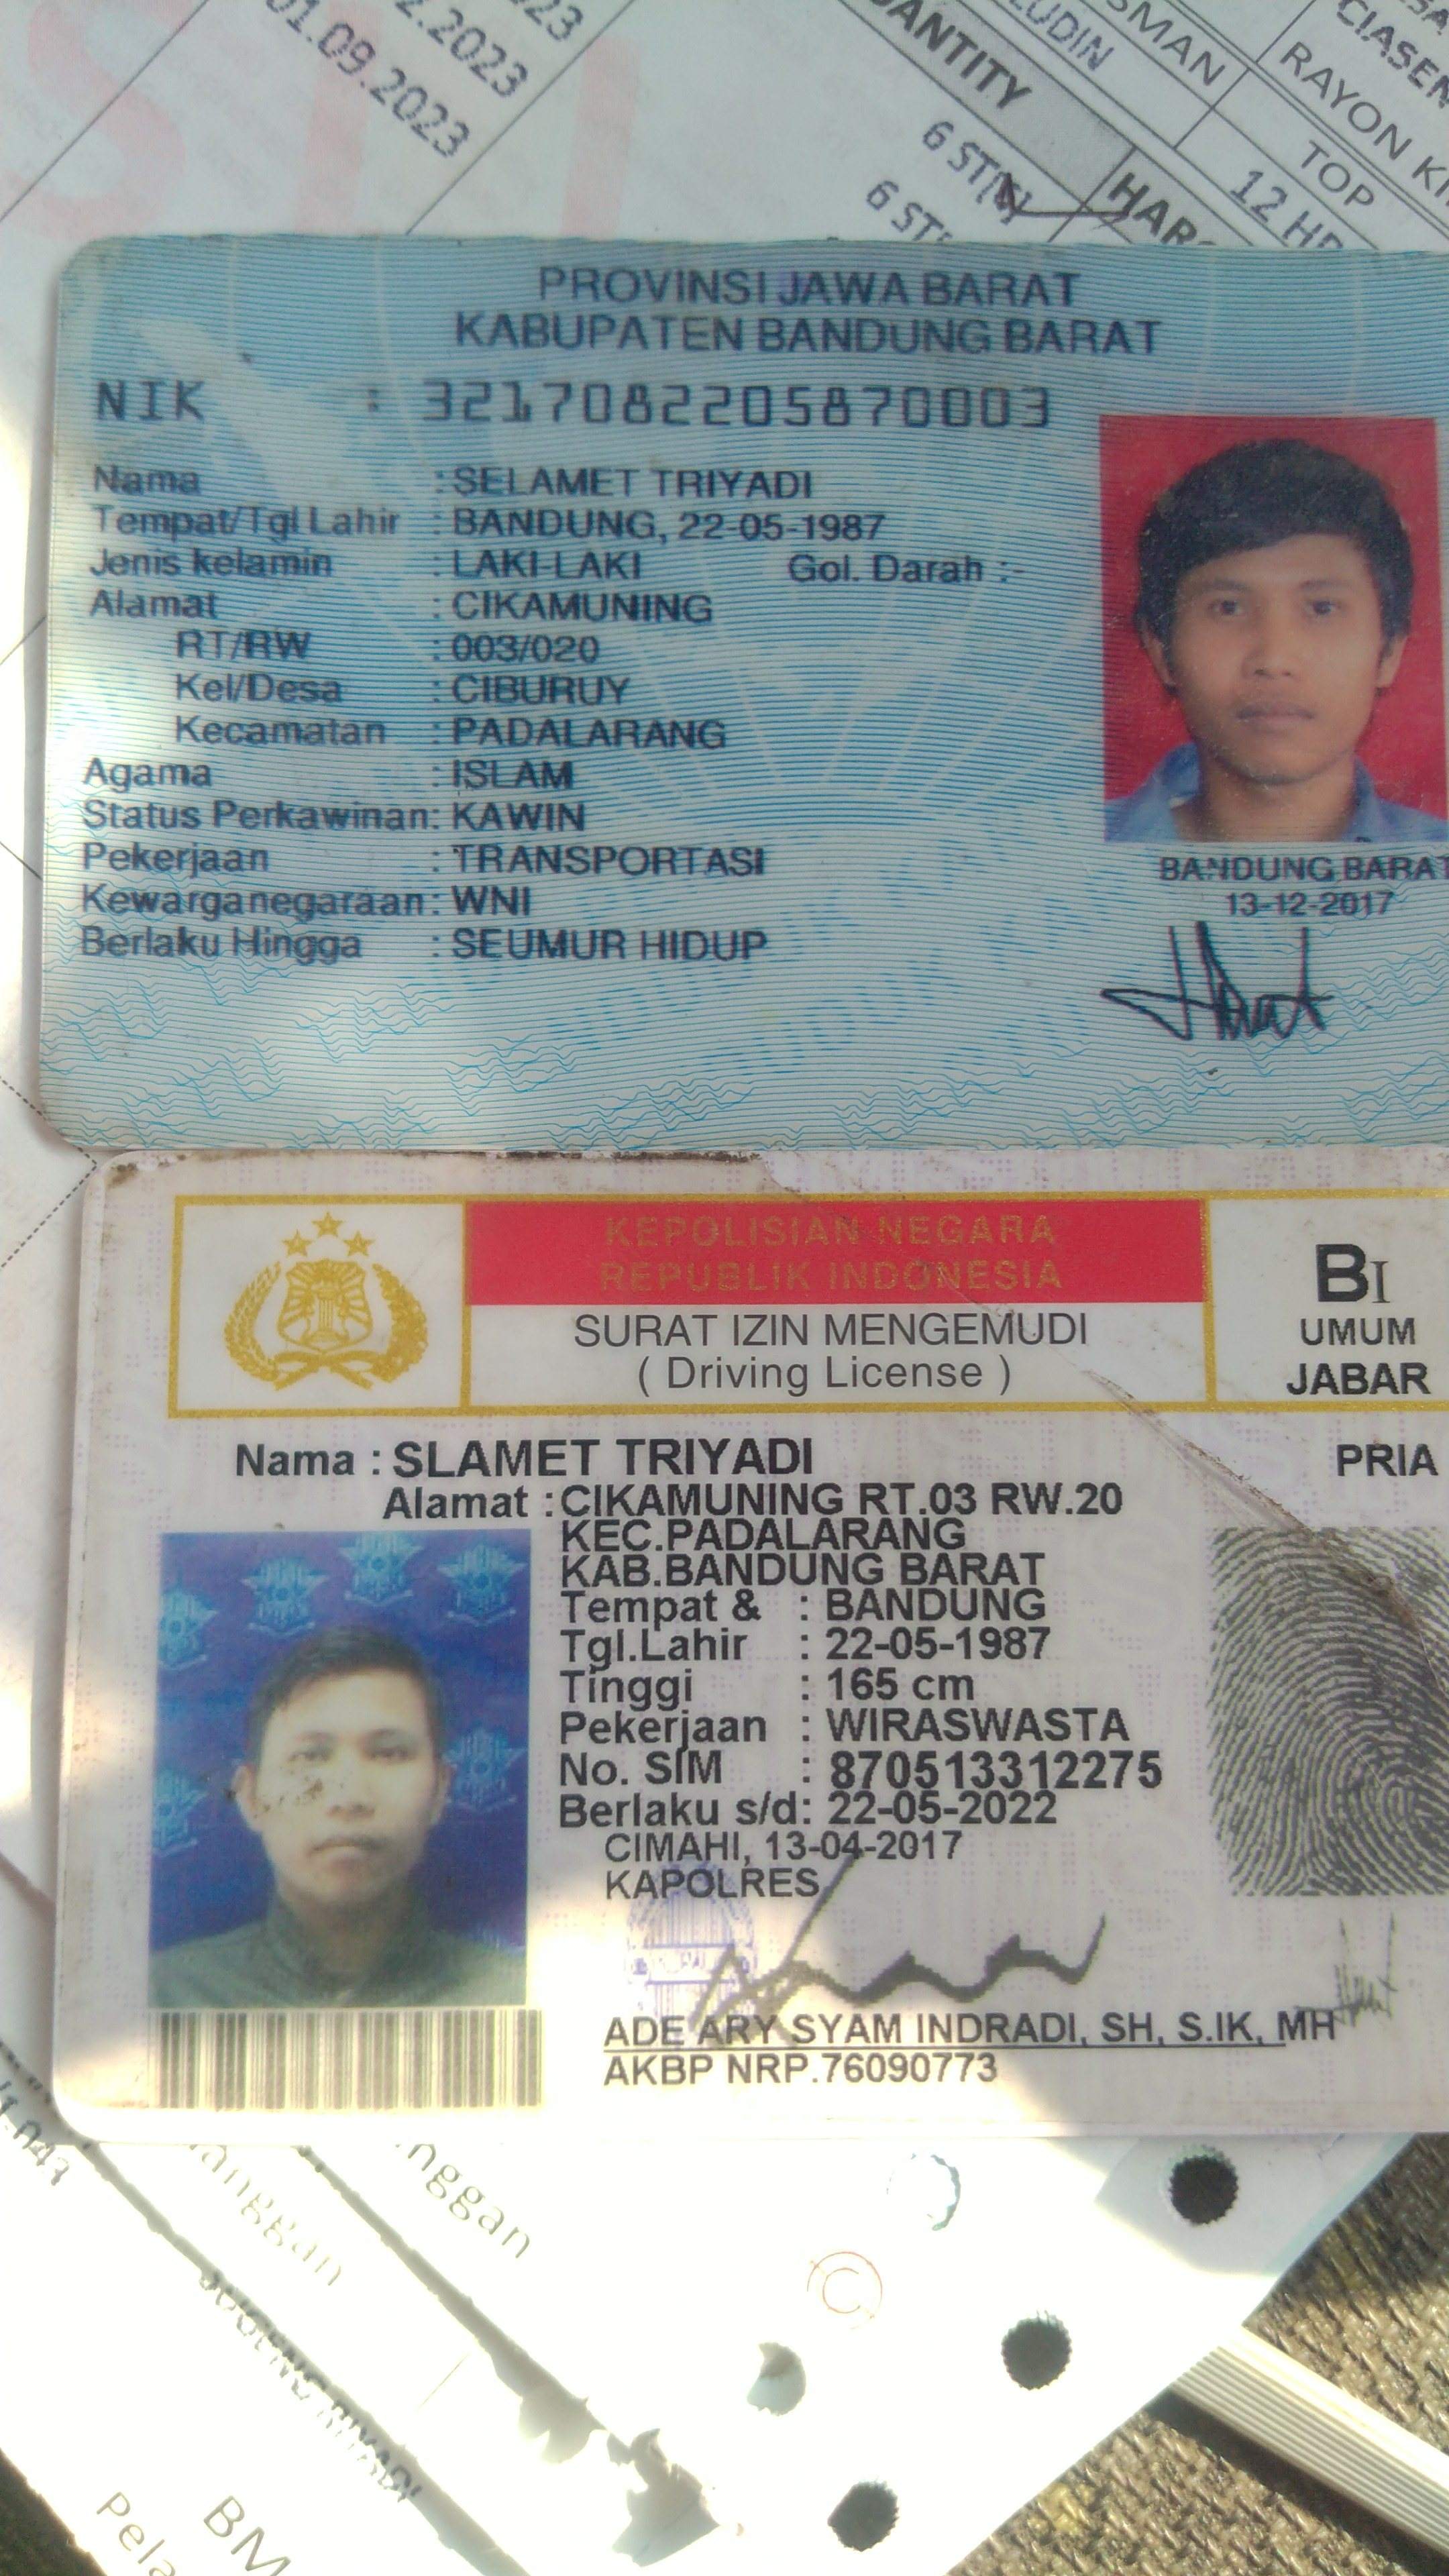 01.09.2023
2.2023
23
QUANTITY
6 ST
6 ST
HAR
LUDIN
SMAN
TOP
12 HR
RAYON
CIASEM
PROVINSI JAWA BARAT
KABUPATEN BANDUNG BARAT
NIK : 3217082205870003
Nama : SELAMET TRIYADI
Tempat/Tgl Lahir : BANDUNG, 22-05-1987
Jenis kelamin : LAKI-LAKI Gol. Darah :-
Alamat : CIKAMUNING
RT/RW : 003/020
Kel/Desa : CIBURUY
Kecamatan : PADALARANG
Agama : ISLAM
Status Perkawinan: KAWIN
Pekerjaan : TRANSPORTASI
Kewarganegaraan: WNI
Berlaku Hingga : SEUMUR HIDUP
BANDUNG BARAT
13-12-2017
KEPOLISIAN NEGARA
REPUBLIK INDONESIA
SURAT IZIN MENGEMUDI
( Driving License )
BI
UMUM
JABAR
Nama : SLAMET TRIYADI
PRIA
Alamat : CIKAMUNING RT.03 RW.20
KEC.PADALARANG
KAB.BANDUNG BARAT
Tempat & : BANDUNG
Tgl.Lahir : 22-05-1987
Tinggi : 165 cm
Pekerjaan : WIRASWASTA
No. SIM : 870513312275
Berlaku s/d: 22-05-2022
CIMAHI, 13-04-2017
KAPOLRES
ADE ARY SYAM INDRADI, SH, S.IK, MH
AKBP NRP.76090773
anggan
nggan
©
BM
Pela